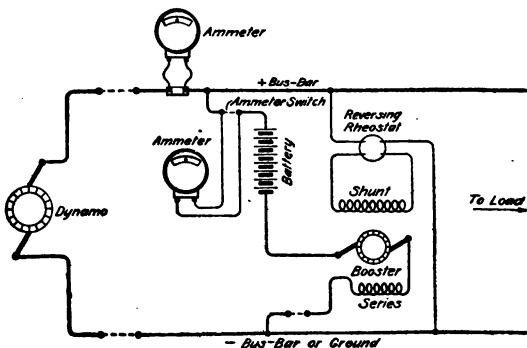 Ammeter
+ Bus-Bar
Ammeter Switch
Reversing
Rheostat
Ammeter
Battery
Shunt
Dynamo
To Load
Booster
Series
- Bus-Bar or Ground